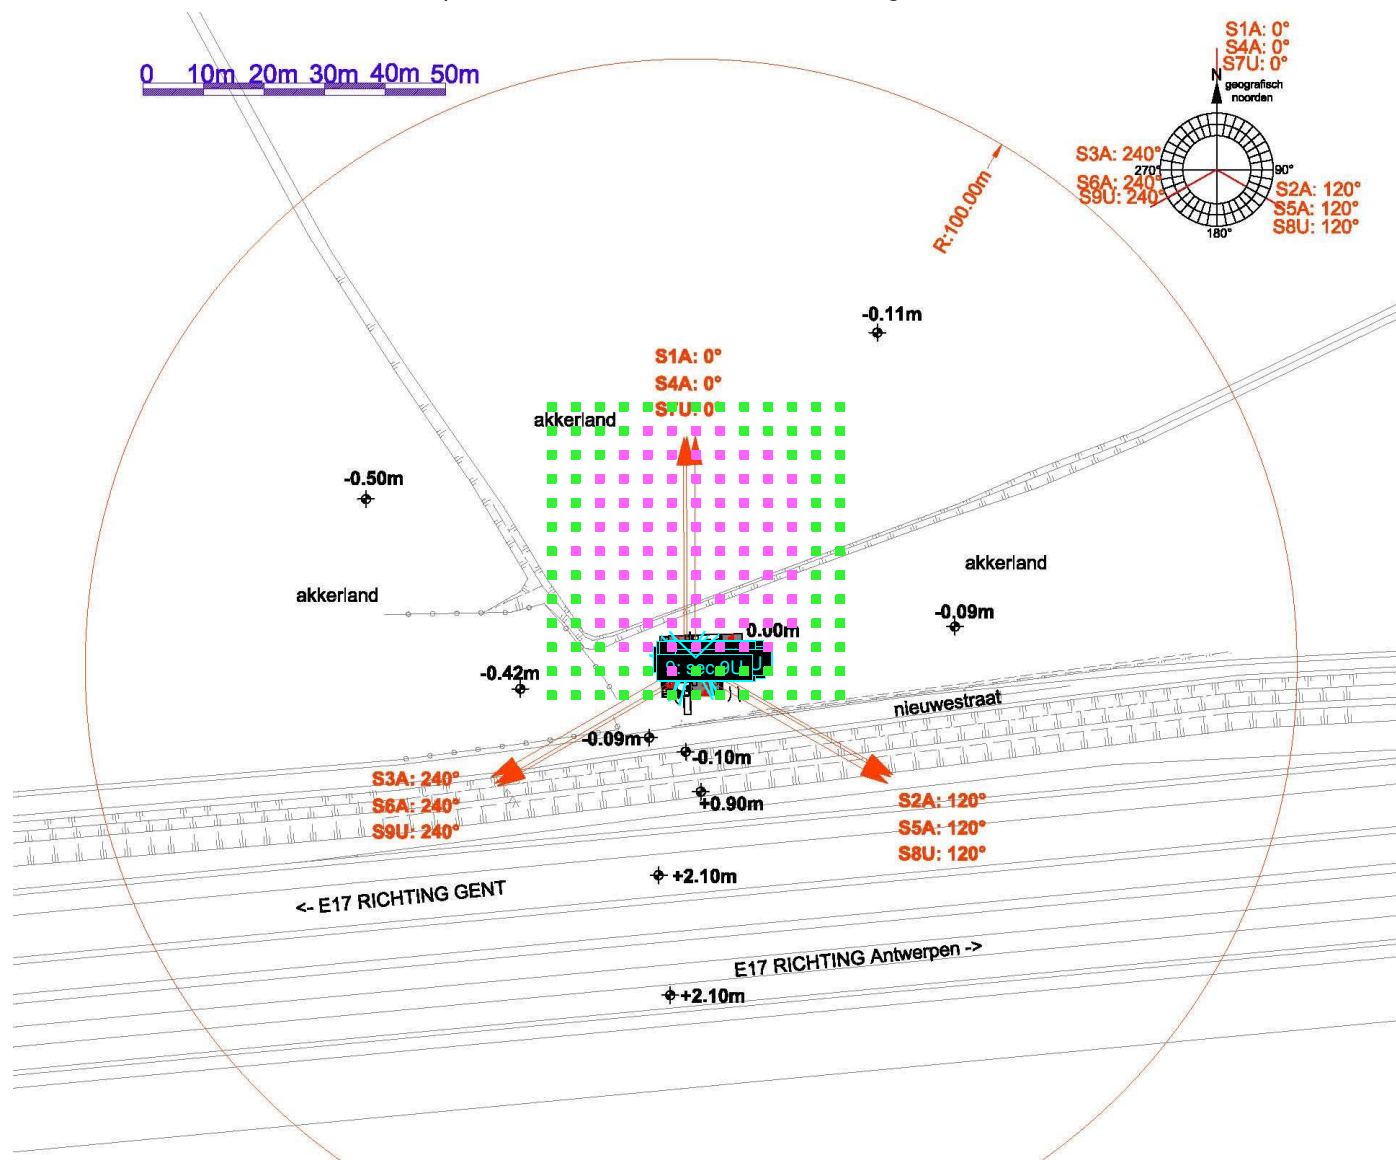 S1A: 0°
S4A: 0°
S7U: 0°
0 10m 20m 30m 40m 50m
N
geografisch
noorden
S3A: 240°
270°
90°
S6A: 240°
S9U: 240°
S2A: 120°
S5A: 120°
S8U: 120°
180°
R:100.00m
-0.11m
S1A: 0°
S4A: 0°
S7U: 0°
akkerland
-0.50m
akkerland
akkerland
-0.09m
0.00m
9: sec 9U
-0.42m
nieuwestraat
-0.09m
-0.10m
S3A: 240°
S6A: 240°
S9U: 240°
+0.90m
S2A: 120°
S5A: 120°
S8U: 120°
+2.10m
<- E17 RICHTING GENT
E17 RICHTING Antwerpen ->
+2.10m